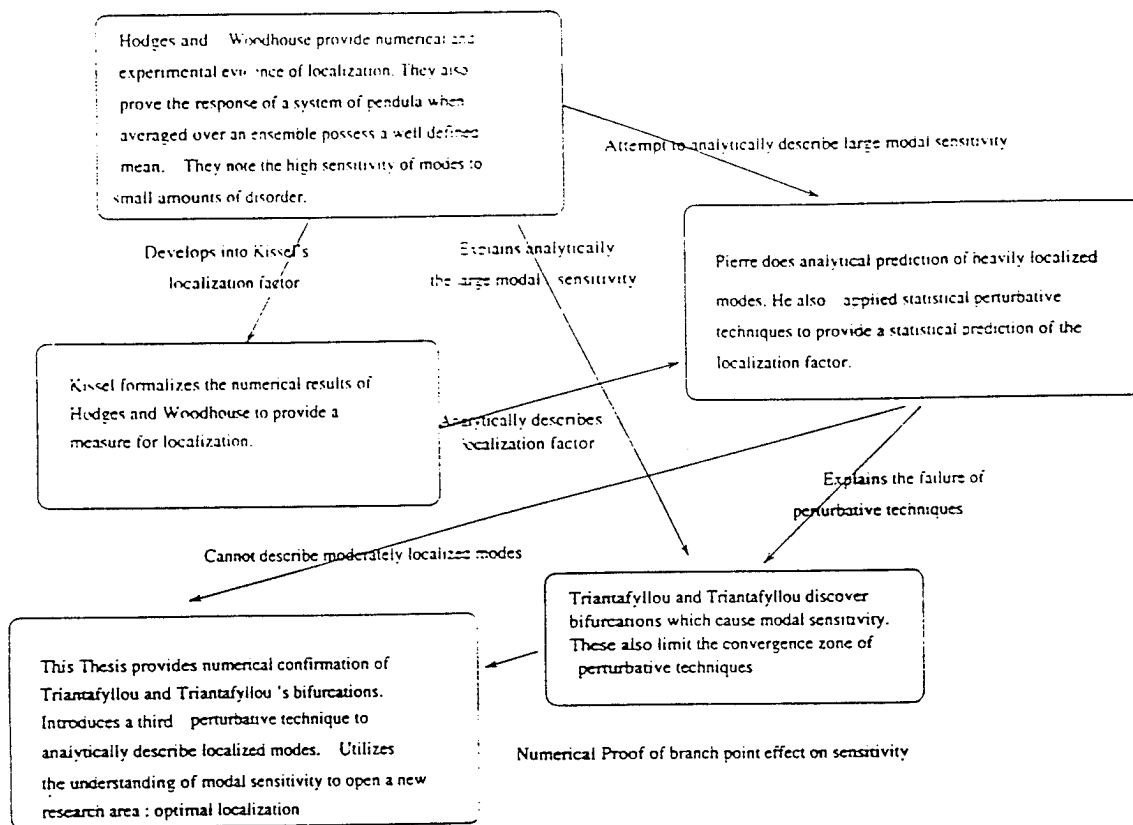 Hodges and Woodhouse provide numerical and
experimental evidence of localization. They also
prove the response of a system of pendula when
averaged over an ensemble possess a well defined
mean. They note the high sensitivity of modes to
small amounts of disorder.
Attempt to analytically describe large modal sensitivity
Develops into Kissel's
localization factor
Explains analytically
the large modal sensitivity
Pierre does analytical prediction of heavily localized
modes. He also applied statistical perturbative
techniques to provide a statistical prediction of the
localization factor.
Kissel formalizes the numerical results of
Hodges and Woodhouse to provide a
measure for localization.
Analytically describes
localization factor
Explains the failure of
perturbative techniques
Cannot describe moderately localized modes
Triantafyllou and Triantafyllou discover
bifurcations which cause modal sensitivity.
These also limit the convergence zone of
perturbative techniques
This Thesis provides numerical confirmation of
Triantafyllou and Triantafyllou 's bifurcations.
Introduces a third perturbative technique to
analytically describe localized modes. Utilizes
the understanding of modal sensitivity to open a new
research area : optimal localization
Numerical Proof of branch point effect on sensitivity